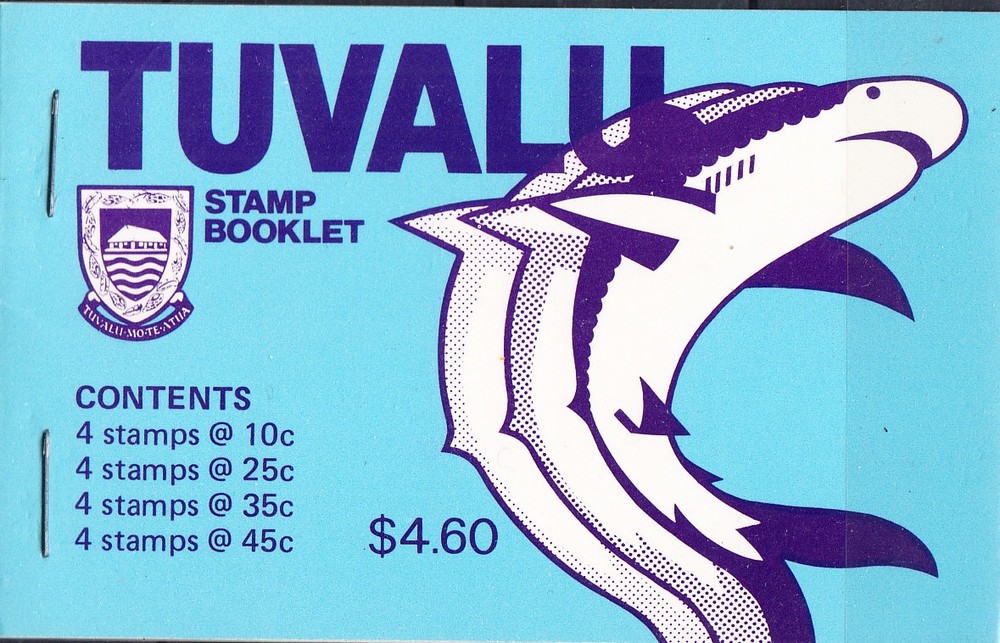 TUVALU
STAMP
BOOKLET
TUVALU-MO-TE-ATUA
CONTENTS
4 stamps @ 10c
4 stamps @ 25c
4 stamps @ 35c
4 stamps @ 45c
$4.60